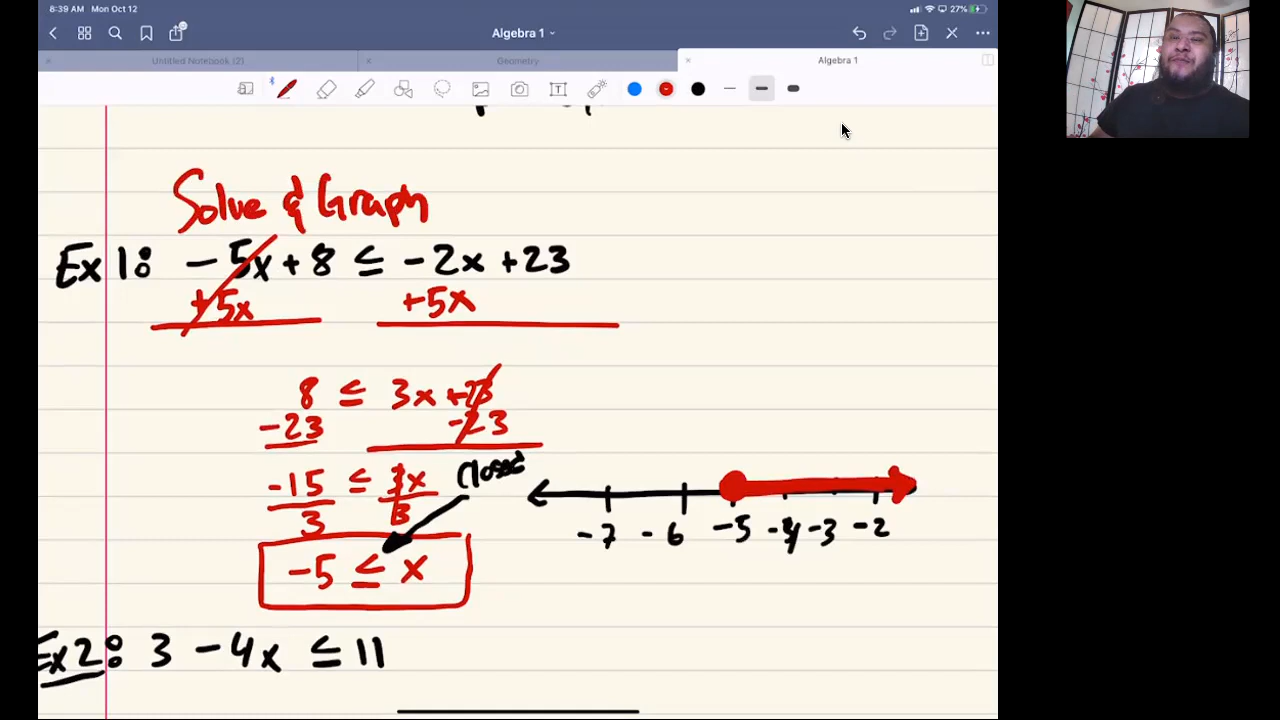 8:39 AM Mon Oct 12
27%
Algebra 1
Untitled Notebook (2)
Geometry
Algebra 1
Solve & Graph
Ex 1: -5x + 8 ≤ -2x + 23
+5x +5x
8 ≤ 3x + 23
-23 -23
-15 ≤ 3x
3 3
Closed
-5 ≤ x
-7 -6 -5 -4 -3 -2
Ex2: 3 - 4x ≤ 11